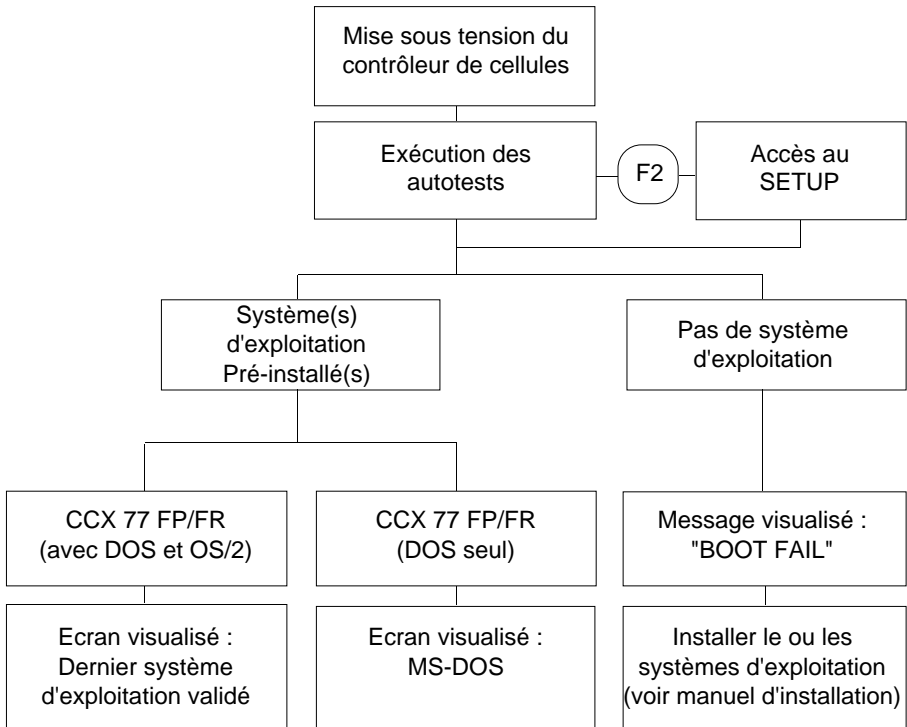 Mise sous tension du
contrôleur de cellules
Exécution des
autotests
F2
Accès au
SETUP
Système(s)
d'exploitation
Pré-installé(s)
Pas de système
d'exploitation
CCX 77 FP/FR
(avec DOS et OS/2)
CCX 77 FP/FR
(DOS seul)
Message visualisé :
"BOOT FAIL"
Ecran visualisé :
Dernier système
d'exploitation validé
Ecran visualisé :
MS-DOS
Installer le ou les
systèmes d'exploitation
(voir manuel d'installation)